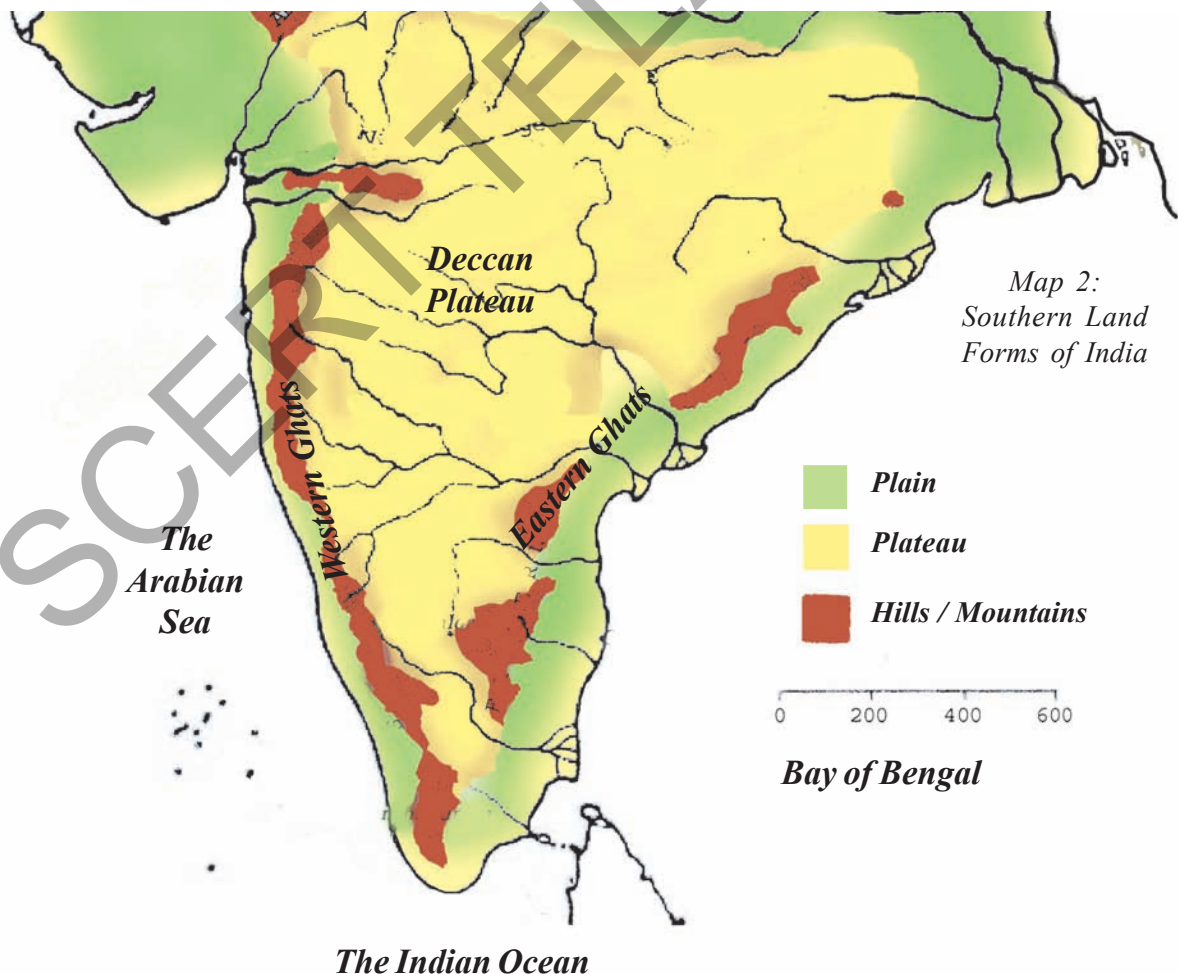 SCERT TELA
Deccan
Plateau
Map 2:
Southern Land
Forms of India
Western Ghats
Eastern Ghats
Plain
Plateau
Hills / Mountains
The
Arabian
Sea
0 200 400 600
Bay of Bengal
The Indian Ocean